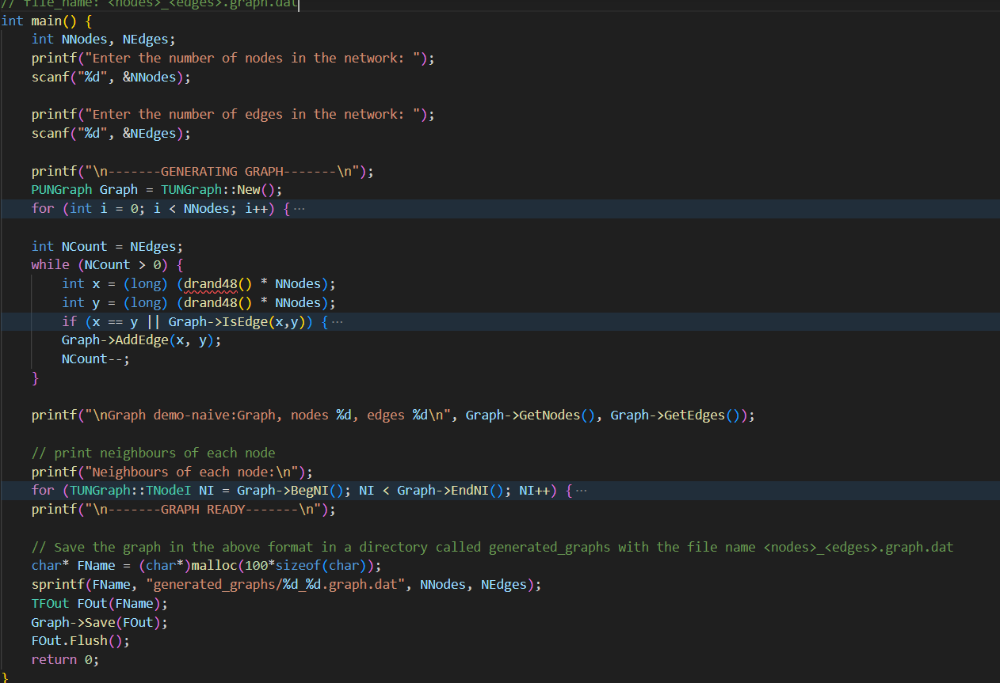 // file_name: <nodes>_<edges>.graph.dat
int main() {
    int NNodes, NEdges;
    printf("Enter the number of nodes in the network: ");
    scanf("%d", &NNodes);

    printf("Enter the number of edges in the network: ");
    scanf("%d", &NEdges);

    printf("\n-------GENERATING GRAPH-------\n");
    PUNGraph Graph = TUNGraph::New();
    for (int i = 0; i < NNodes; i++) {···

    int NCount = NEdges;
    while (NCount > 0) {
        int x = (long) (drand48() * NNodes);
        int y = (long) (drand48() * NNodes);
        if (x == y || Graph->IsEdge(x,y)) {···
        Graph->AddEdge(x, y);
        NCount--;
    }

    printf("\nGraph demo-naive:Graph, nodes %d, edges %d\n", Graph->GetNodes(), Graph->GetEdges());

    // print neighbours of each node
    printf("Neighbours of each node:\n");
    for (TUNGraph::TNodeI NI = Graph->BegNI(); NI < Graph->EndNI(); NI++) {···
    printf("\n-------GRAPH READY-------\n");

    // Save the graph in the above format in a directory called generated_graphs with the file name <nodes>_<edges>.graph.dat
    char* FName = (char*)malloc(100*sizeof(char));
    sprintf(FName, "generated_graphs/%d_%d.graph.dat", NNodes, NEdges);
    TFOut FOut(FName);
    Graph->Save(FOut);
    FOut.Flush();
    return 0;
}